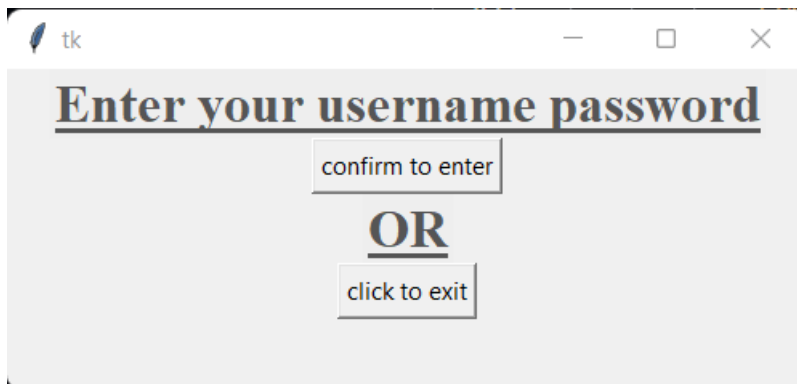 tk
Enter your username password
confirm to enter
OR
click to exit